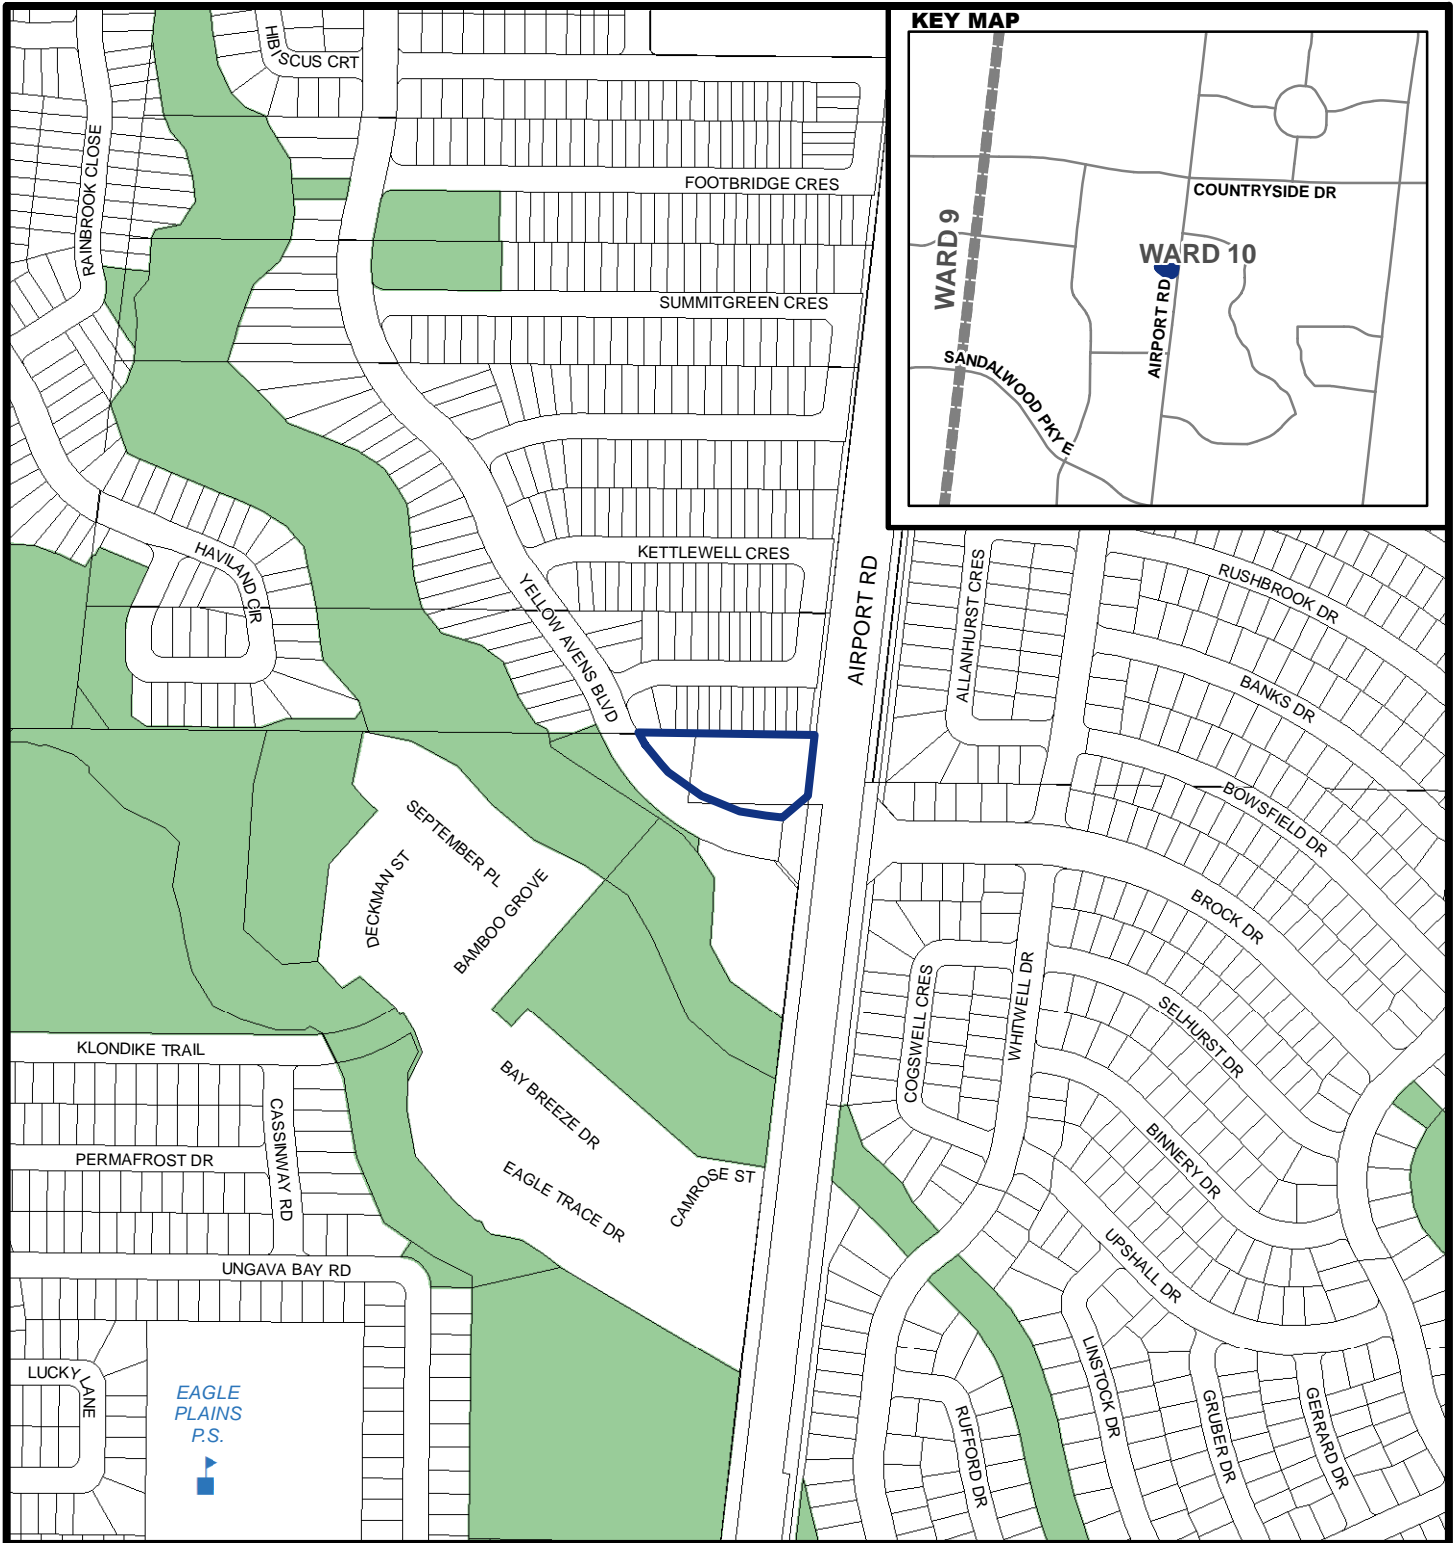 KEY MAP
COUNTRYSIDE DR
WARD 9
WARD 10
AIRPORT RD
SANDALWOOD PKY E
HIBISCUS CRT
RAINBROOK CLOSE
FOOTBRIDGE CRES
SUMMITGREEN CRES
KETTLEWELL CRES
HAVILAND CIR
YELLOW AVENS BLVD
AIRPORT RD
ALLANHURST CRES
RUSHBROOK DR
BANKS DR
BOWSFIELD DR
BROCK DR
SEPTEMBER PL
DECKMAN ST
BAMBOO GROVE
COGSWELL CRES
WHITWELL DR
SELHURST DR
KLONDIKE TRAIL
BAY BREEZE DR
CASSINWAY RD
PERMAFROST DR
BINNERY DR
EAGLE TRACE DR
CAMROSE ST
UPSHALL DR
UNGAVA BAY RD
LUCKY LANE
EAGLE
PLAINS
P.S.
LINSTOCK DR
GRUBER DR
GERRARD DR
RUFFORD DR